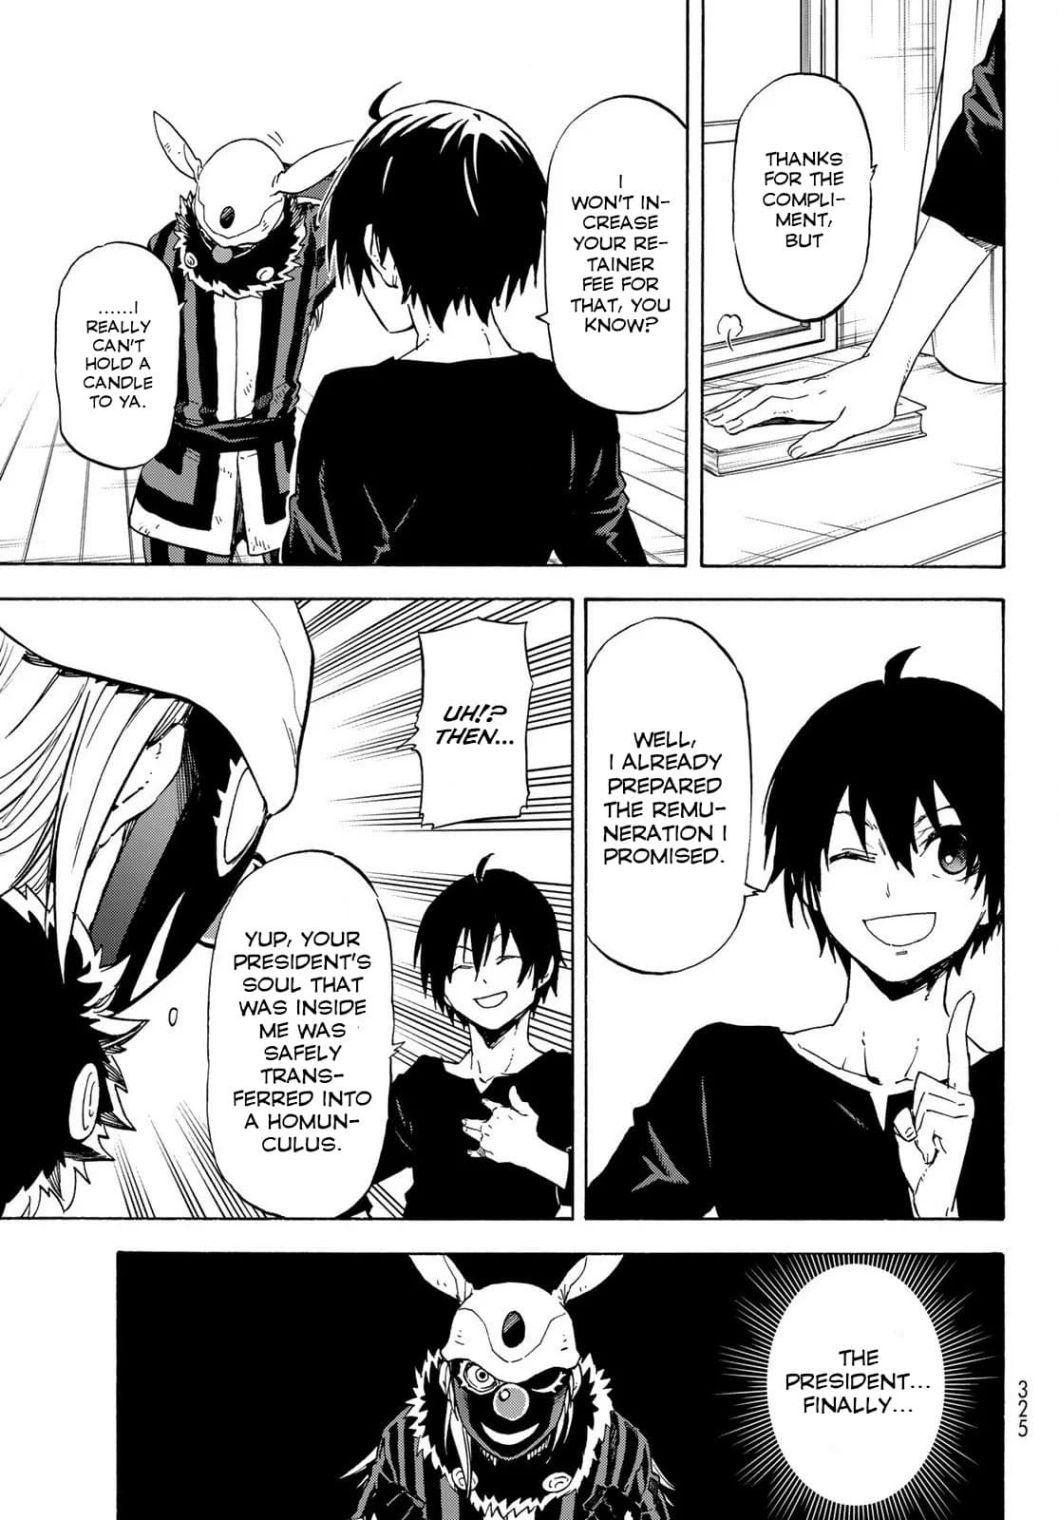 THANKS
FOR THE
COMPLI-
MENT,
BUT
I
WON'T IN-
CREASE
YOUR RE-
TAINER
FEE FOR
THAT, YOU
KNOW?
......I
REALLY
CAN'T
HOLD A
CANDLE
TO YA.
WELL,
I ALREADY
PREPARED
THE REMU-
NERATION I
PROMISED.
UH!?
THEN...
YUP, YOUR
PRESIDENT'S
SOUL THAT
WAS INSIDE
ME WAS
SAFELY
TRANS-
FERRED INTO
A HOMUN-
CULUS.
THE
PRESIDENT...
FINALLY...
325